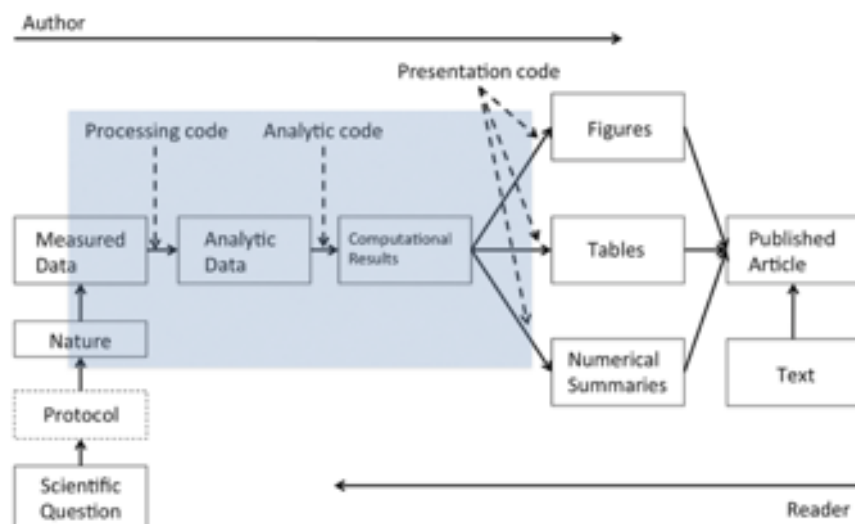 Author
Presentation code
Processing code
Analytic code
Figures
Measured
Data
Analytic
Data
Computational
Results
Tables
Published
Article
Nature
Numerical
Summaries
Text
Protocol
Scientific
Question
Reader